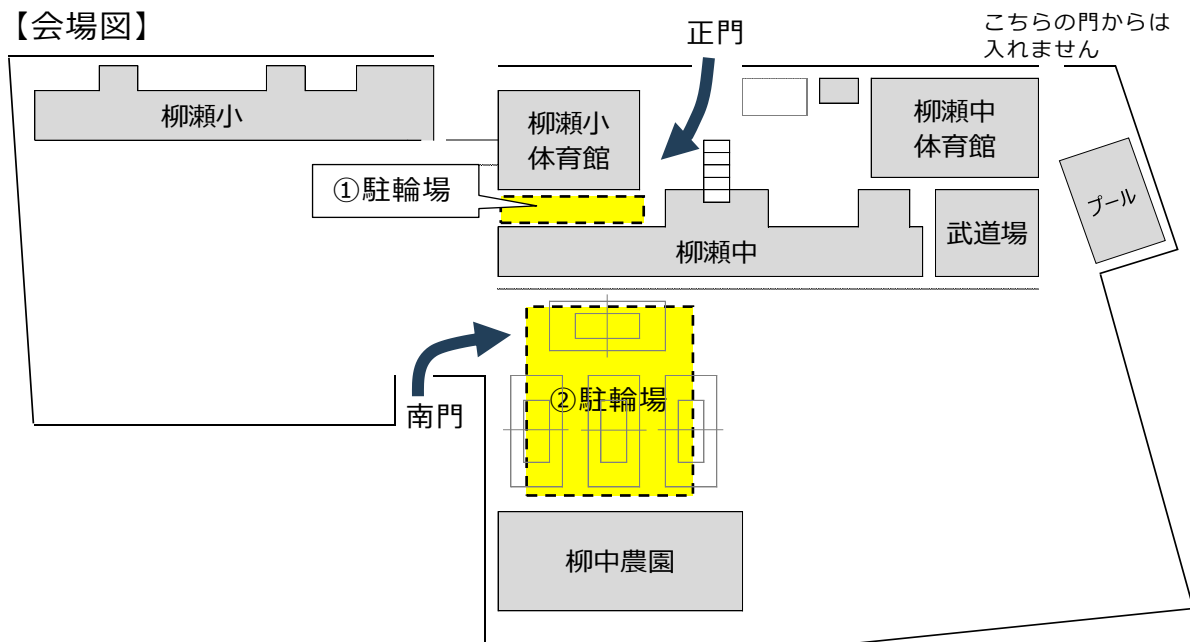 【会場図】
正門
こちらの門からは
入れません
柳瀬小
柳瀬小
体育館
柳瀬中
体育館
①駐輪場
プール
柳瀬中
武道場
②駐輪場
南門
柳中農園